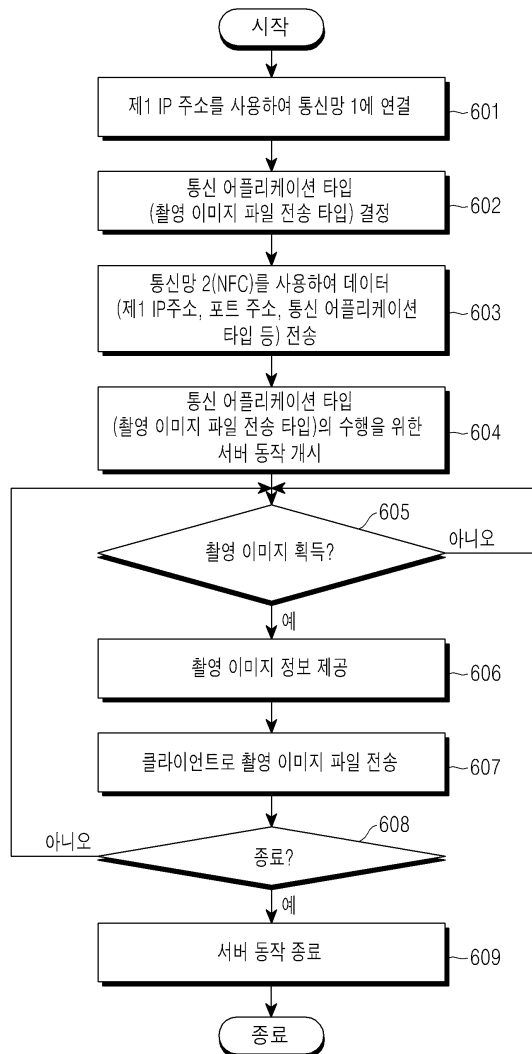 시작
제1 IP 주소를 사용하여 통신망 1에 연결
601
통신 어플리케이션 타입
(촬영 이미지 파일 전송 타입) 결정
602
통신망 2(NFC)를 사용하여 데이터
(제1 IP주소, 포트 주소, 통신 어플리케이션
타입 등) 전송
603
통신 어플리케이션 타입
(촬영 이미지 파일 전송 타입)의 수행을 위한
서버 동작 개시
604
605
촬영 이미지 획득?
아니오
예
촬영 이미지 정보 제공
606
클라이언트로 촬영 이미지 파일 전송
607
608
아니오
종료?
예
서버 동작 종료
609
종료